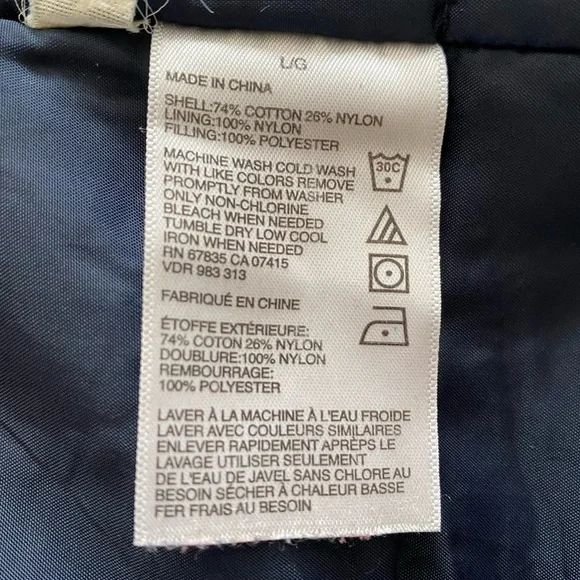 L/G
MADE IN CHINA
SHELL:74% COTTON 26% NYLON
LINING:100% NYLON
FILLING:100% POLYESTER
MACHINE WASH COLD WASH
WITH LIKE COLORS REMOVE
PROMPTLY FROM WASHER
ONLY NON-CHLORINE
BLEACH WHEN NEEDED
TUMBLE DRY LOW COOL
IRON WHEN NEEDED
RN 67835 CA 07415
VDR 983 313
30C
FABRIQUÉ EN CHINE
ÉTOFFE EXTÉRIEURE:
74% COTON 26% NYLON
DOUBLURE:100% NYLON
REMBOURRAGE:
100% POLYESTER
LAVER À LA MACHINE À L'EAU FROIDE
LAVER AVEC COULEURS SIMILAIRES
ENLEVER RAPIDEMENT APRÈPS LE
LAVAGE UTILISER SEULEMENT
DE L'EAU DE JAVEL SANS CHLORE AU
BESOIN SÉCHER À CHALEUR BASSE
FER FRAIS AU BESOIN